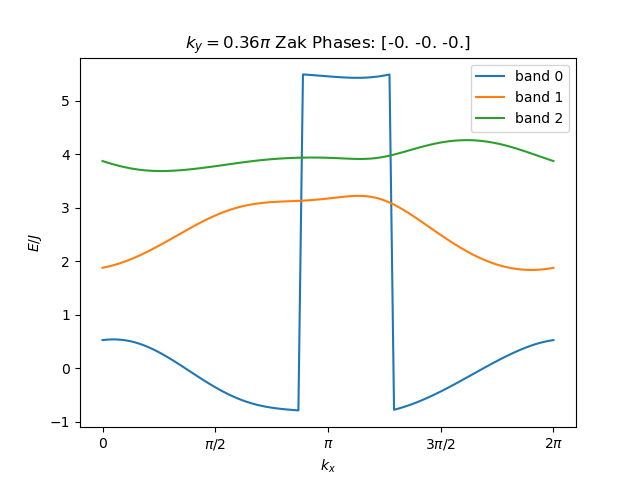 $k_y = 0.36\pi$ Zak Phases: [-0. -0. -0.]
band 0
band 1
band 2
5
4
3
2
1
0
−1
E/J
0
π/2
π
3π/2
2π
$k_x$